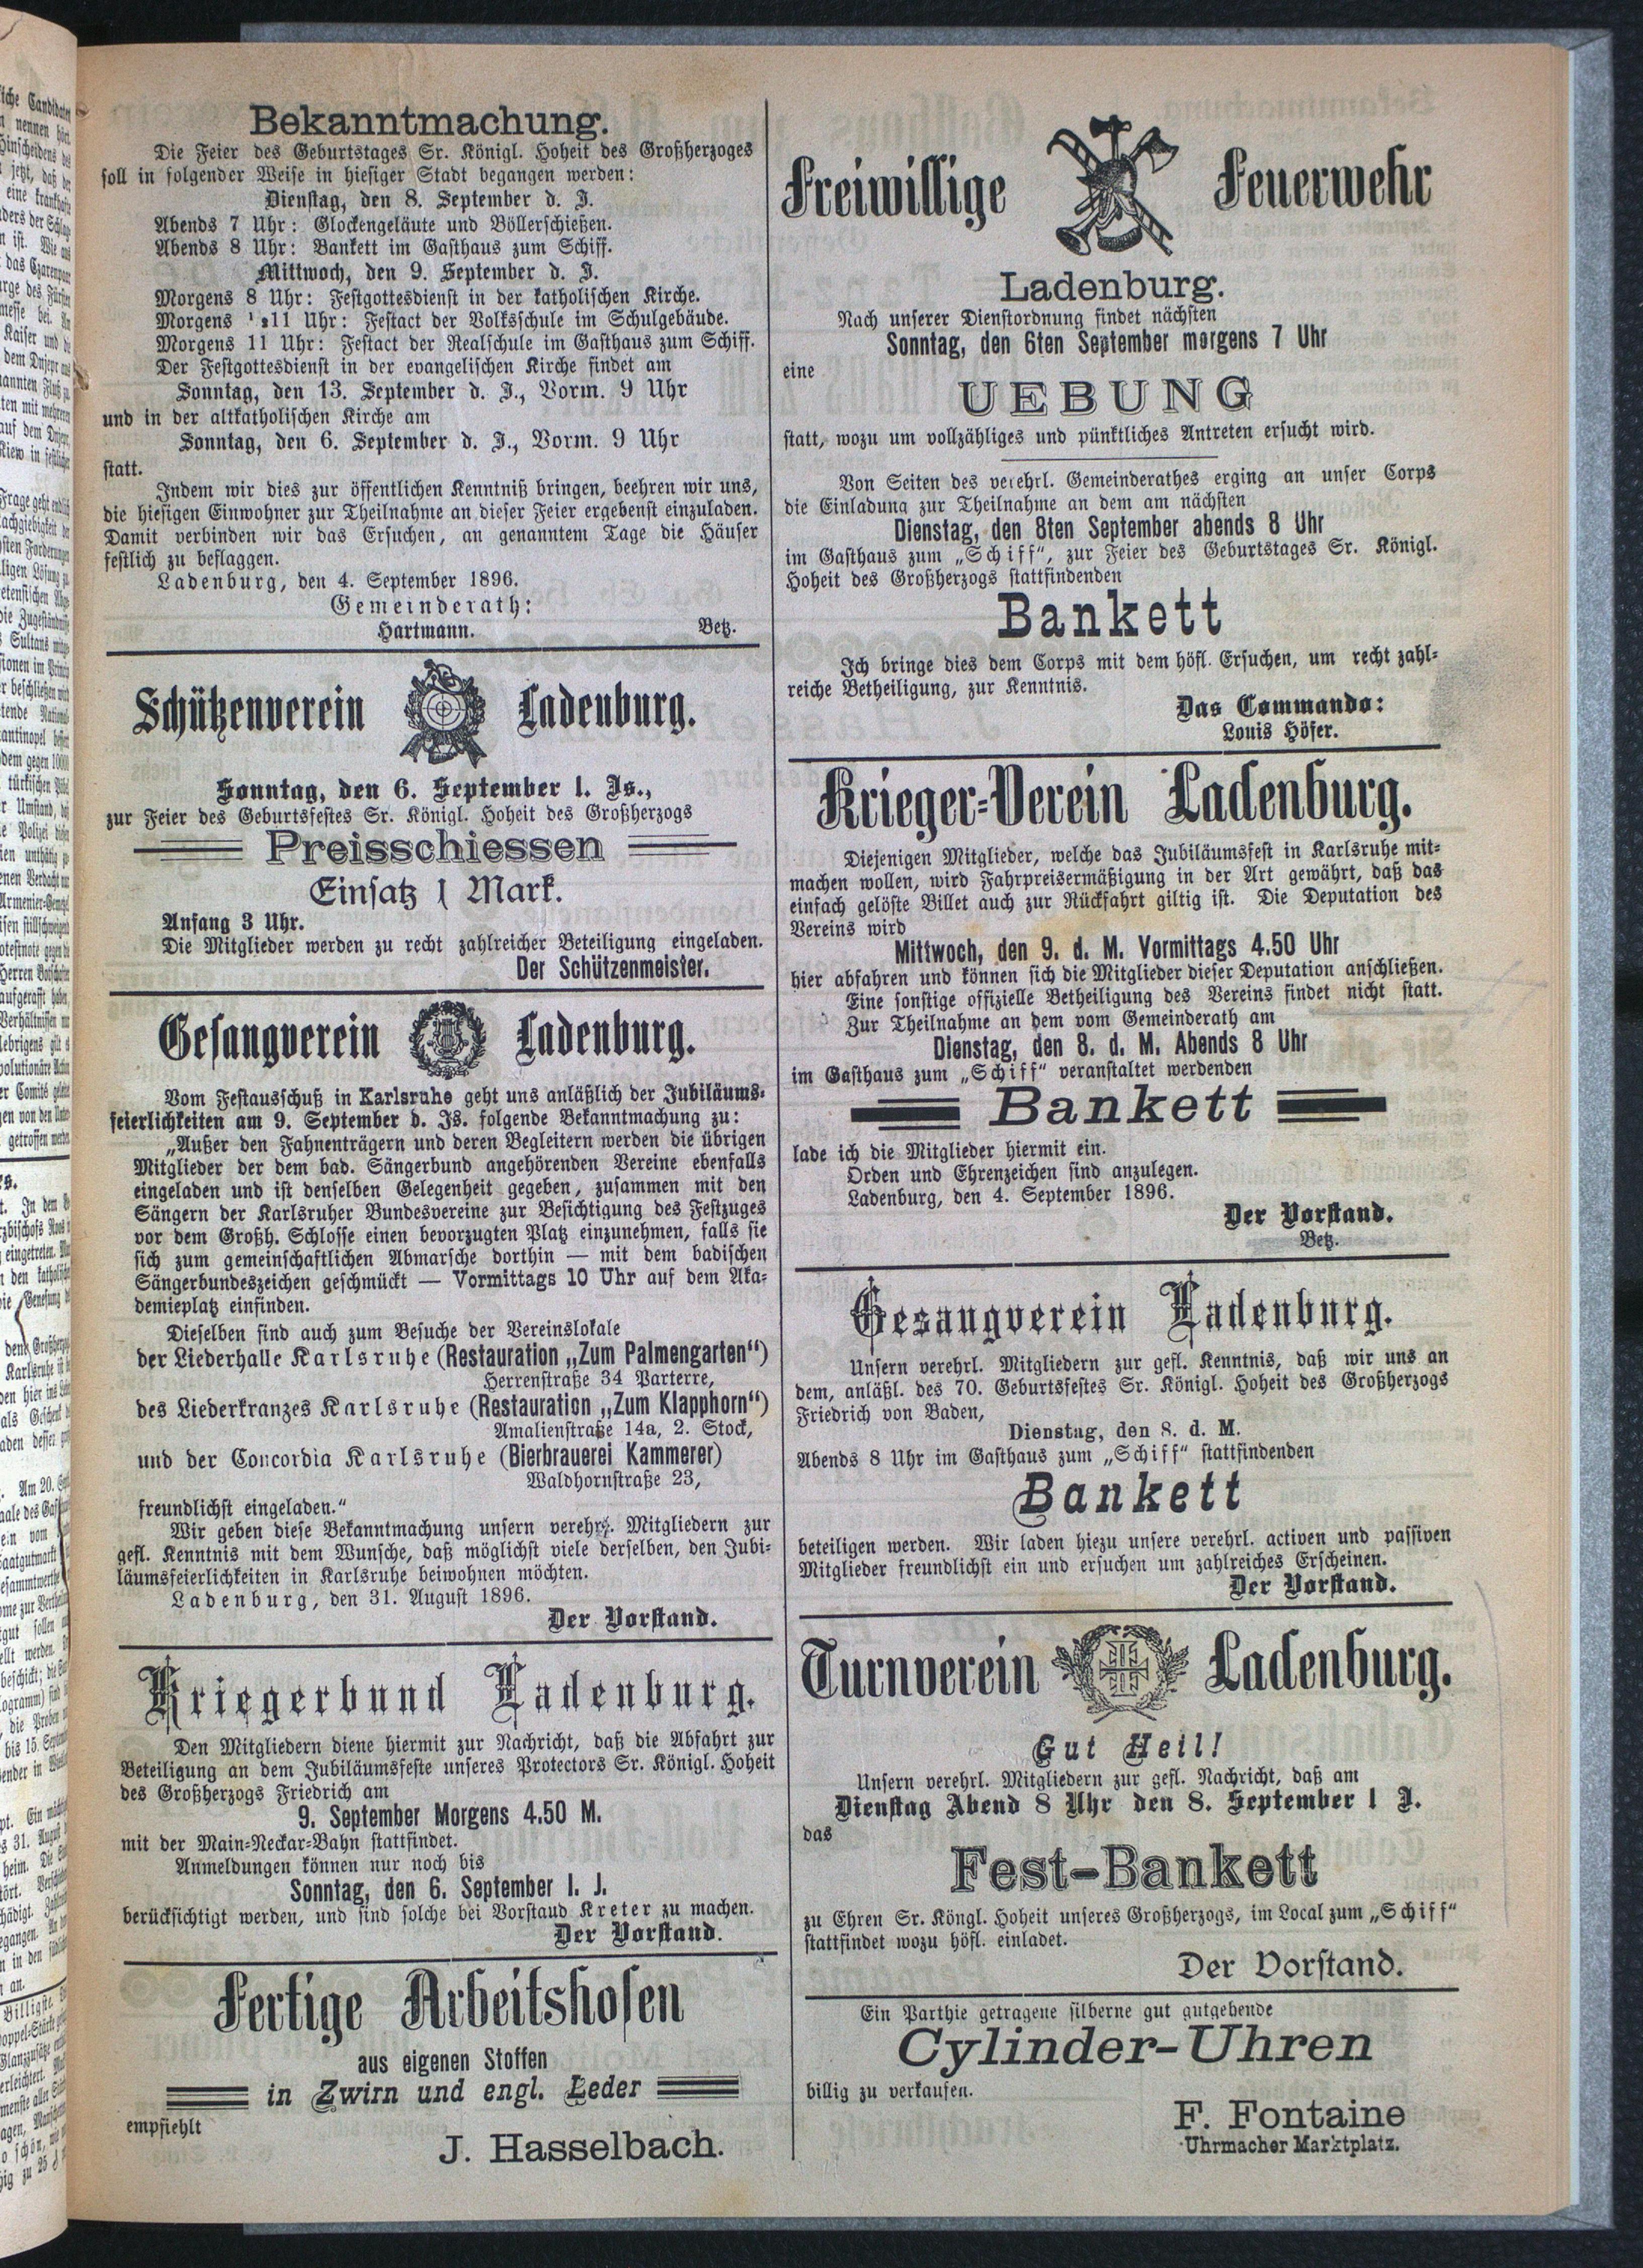 Bekanntmachung.
Die Feier des Geburtstages Sr. Königl. Hoheit des Großherzoges
soll in folgender Weise in hiesiger Stadt begangen werden:
Dienstag, den 8. September d. J.
Abends 7 Uhr: Glockengeläute und Böllerschießen.
Abends 8 Uhr: Bankett im Gasthaus zum Schiff.
Mittwoch, den 9. September d. J.
Morgens 8 Uhr: Festgottesdienst in der katholischen Kirche.
Morgens ½11 Uhr: Festact der Volksschule im Schulgebäude.
Morgens 11 Uhr: Festact der Realschule im Gasthaus zum Schiff.
Der Festgottesdienst in der evangelischen Kirche findet am
Sonntag, den 13. September d. J., Vorm. 9 Uhr
und in der altkatholischen Kirche am
Sonntag, den 6. September d. J., Vorm. 9 Uhr
statt.
Indem wir dies zur öffentlichen Kenntniß bringen, beehren wir uns,
die hiesigen Einwohner zur Theilnahme an dieser Feier ergebenst einzuladen.
Damit verbinden wir das Ersuchen, an genanntem Tage die Häuser
festlich zu beflaggen.
Ladenburg, den 4. September 1896.
Gemeinderath:
Hartmann. Betz.
Schützenverein Ladenburg.
Sonntag, den 6. September l. Js.,
zur Feier des Geburtsfestes Sr. Königl. Hoheit des Großherzogs
Preisschiessen
Einsatz 1 Mark.
Anfang 3 Uhr.
Die Mitglieder werden zu recht zahlreicher Beteiligung eingeladen.
Der Schützenmeister.
Gesangverein Ladenburg.
Vom Festausschuß in Karlsruhe geht uns anläßlich der Jubiläums-
feierlichkeiten am 9. September d. Js. folgende Bekanntmachung zu:
„Außer den Fahnenträgern und deren Begleitern werden die übrigen
Mitglieder der dem bad. Sängerbund angehörenden Vereine ebenfalls
eingeladen und ist denselben Gelegenheit gegeben, zusammen mit den
Sängern der Karlsruher Bundesvereine zur Besichtigung des Festzuges
vor dem Großh. Schlosse einen bevorzugten Platz einzunehmen, falls sie
sich zum gemeinschaftlichen Abmarsche dorthin — mit dem badischen
Sängerbundeszeichen geschmückt — Vormittags 10 Uhr auf dem Aka-
demieplatz einfinden.
Dieselben sind auch zum Besuche der Vereinslokale
der Liederhalle Karlsruhe (Restauration „Zum Palmengarten“)
Herrenstraße 34 Parterre,
des Liederkranzes Karlsruhe (Restauration „Zum Klapphorn“)
Amalienstraße 14a, 2. Stock,
und der Concordia Karlsruhe (Bierbrauerei Kammerer)
Waldhornstraße 23,
freundlichst eingeladen.“
Wir geben diese Bekanntmachung unsern verehrl. Mitgliedern zur
gefl. Kenntnis mit dem Wunsche, daß möglichst viele derselben, den Jubi-
läumsfeierlichkeiten in Karlsruhe beiwohnen möchten.
Ladenburg, den 31. August 1896.
Der Vorstand.
Kriegerbund Ladenburg.
Den Mitgliedern diene hiermit zur Nachricht, daß die Abfahrt zur
Beteiligung an dem Jubiläumsfeste unseres Protectors Sr. Königl. Hoheit
des Großherzogs Friedrich am
9. September Morgens 4.50 M.
mit der Main-Neckar-Bahn stattfindet.
Anmeldungen können nur noch bis
Sonntag, den 6. September l. J.
berücksichtigt werden, und sind solche bei Vorstand Kreter zu machen.
Der Vorstand.
Fertige Arbeitshosen
aus eigenen Stoffen
in Zwirn und engl. Leder
empfiehlt
J. Hasselbach.
Freiwillige Feuerwehr
Ladenburg.
Nach unserer Dienstordnung findet nächsten
Sonntag, den 6ten September morgens 7 Uhr
eine
UEBUNG
statt, wozu um vollzähliges und pünktliches Antreten ersucht wird.
Von Seiten des verehrl. Gemeinderathes erging an unser Corps
die Einladung zur Theilnahme an dem am nächsten
Dienstag, den 8ten September abends 8 Uhr
im Gasthaus zum „Schiff“, zur Feier des Geburtstages Sr. Königl.
Hoheit des Großherzogs stattfindenden
Bankett
Ich bringe dies dem Corps mit dem höfl. Ersuchen, um recht zahl-
reiche Betheiligung, zur Kenntnis.
Das Commando:
Louis Höfer.
Krieger-Verein Ladenburg.
Diejenigen Mitglieder, welche das Jubiläumsfest in Karlsruhe mit-
machen wollen, wird Fahrpreisermäßigung in der Art gewährt, daß das
einfach gelöste Billet auch zur Rückfahrt giltig ist. Die Deputation des
Vereins wird
Mittwoch, den 9. d. M. Vormittags 4.50 Uhr
hier abfahren und können sich die Mitglieder dieser Deputation anschließen.
Eine sonstige offizielle Betheiligung des Vereins findet nicht statt.
Zur Theilnahme an dem vom Gemeinderath am
Dienstag, den 8. d. M. Abends 8 Uhr
im Gasthaus zum „Schiff“ veranstaltet werdenden
Bankett
lade ich die Mitglieder hiermit ein.
Orden und Ehrenzeichen sind anzulegen.
Ladenburg, den 4. September 1896.
Der Vorstand.
Betz.
Gesangverein Ladenburg.
Unsern verehrl. Mitgliedern zur gefl. Kenntnis, daß wir uns an
dem, anläßl. des 70. Geburtsfestes Sr. Königl. Hoheit des Großherzogs
Friedrich von Baden,
Dienstag, den 8. d. M.
Abends 8 Uhr im Gasthaus zum „Schiff“ stattfindenden
Bankett
beteiligen werden. Wir laden hiezu unsere verehrl. activen und passiven
Mitglieder freundlichst ein und ersuchen um zahlreiches Erscheinen.
Der Vorstand.
Turnverein Ladenburg.
Gut Heil!
Unsern verehrl. Mitgliedern zur gefl. Nachricht, daß am
Dienstag Abend 8 Uhr den 8. September l J.
das
Fest-Bankett
zu Ehren Sr. Köngl. Hoheit unseres Großherzogs, im Local zum „Schiff“
stattfindet wozu höfl. einladet.
Der Vorstand.
Ein Parthie getragene silberne gut gutgehende
Cylinder-Uhren
billig zu verkaufen.
F. Fontaine
Uhrmacher Marktplatz.